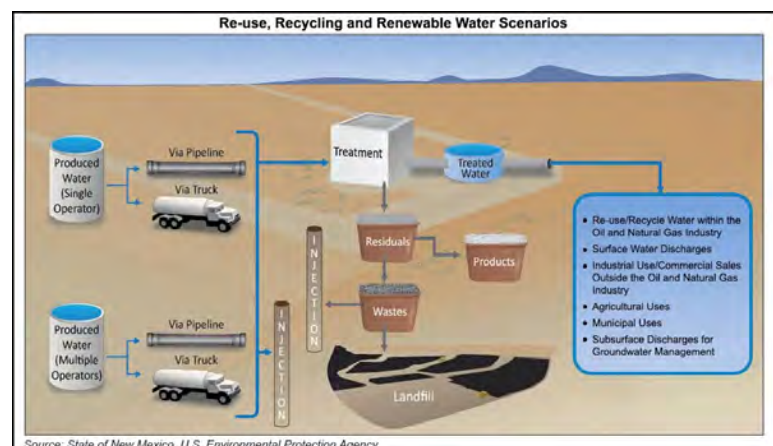 Re-use, Recycling and Renewable Water Scenarios
Produced
Water
(Single
Operator)
Via Pipeline
Via Truck
Treatment
Treated
Water
Residuals
Products
INJECTION
Wastes
Landfill
Produced
Water
(Multiple
Operators)
Via Pipeline
Via Truck
INJECTION
• Re-use/Recycle Water within the
Oil and Natural Gas Industry
• Surface Water Discharges
• Industrial Use/Commercial Sales
Outside the Oil and Natural Gas
Industry
• Agricultural Uses
• Municipal Uses
• Subsurface Discharges for
Groundwater Management
Source: State of New Mexico, U.S. Environmental Protection Agency